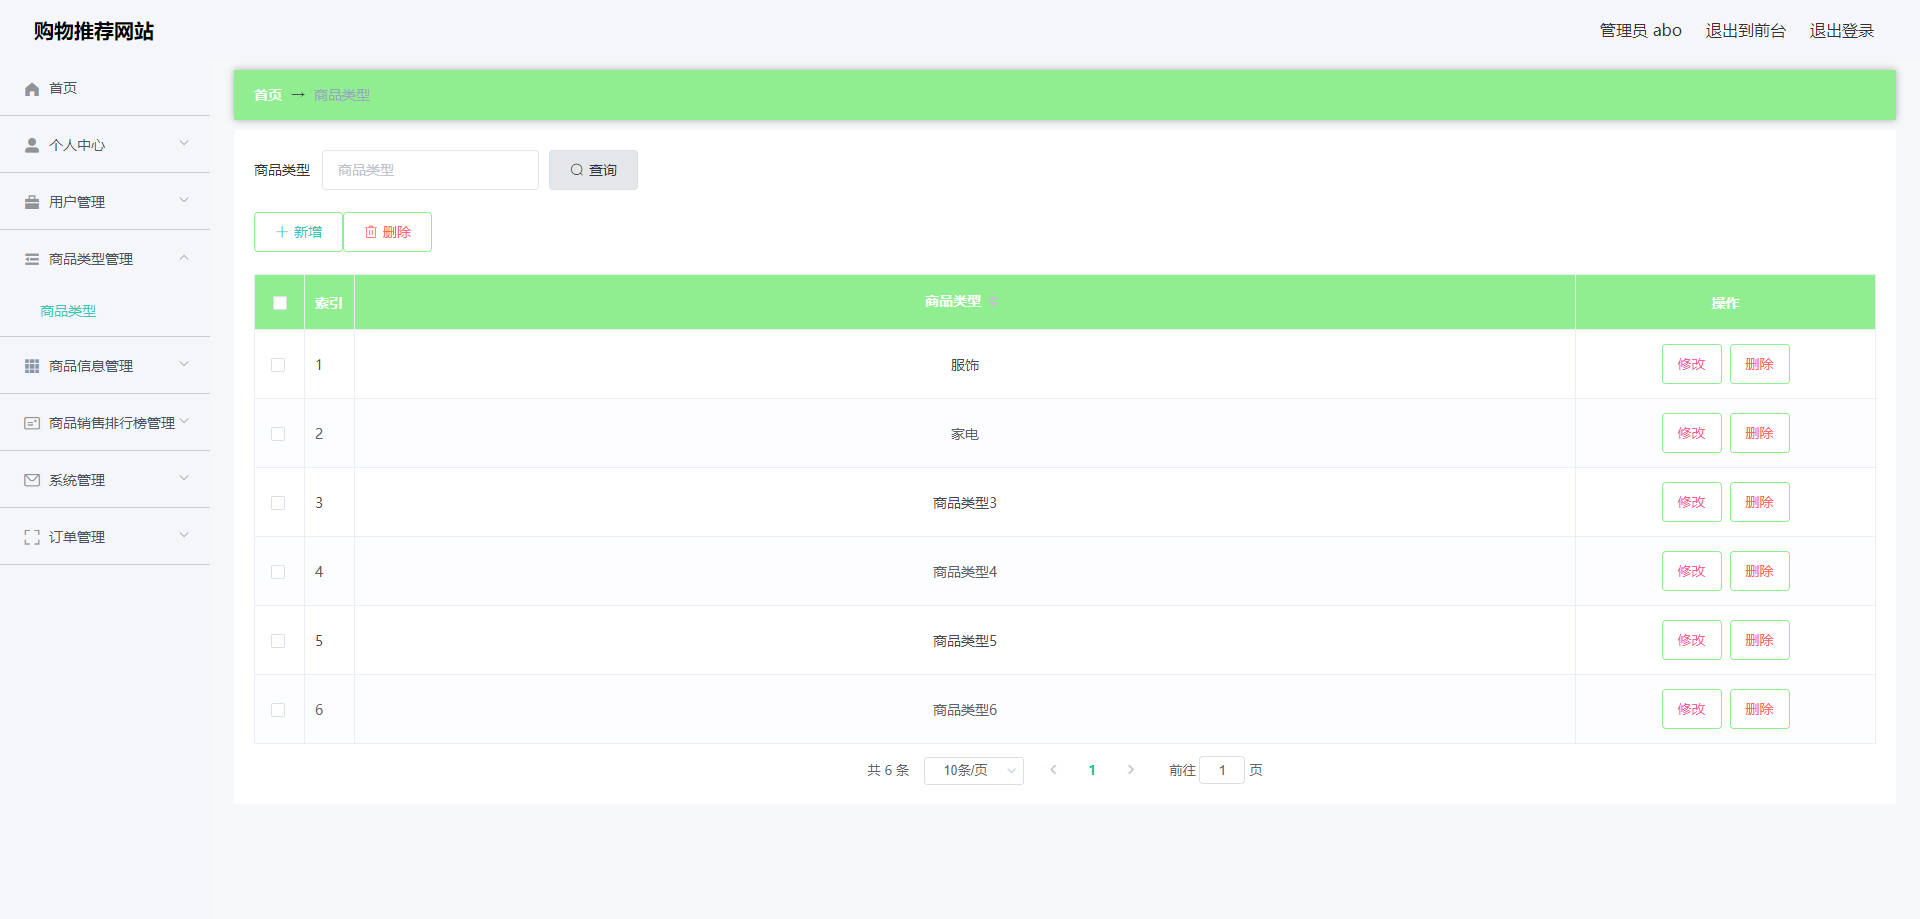 购物推荐网站
管理员 abo 退出到前台 退出登录
首页
个人中心
用户管理
商品类型管理
商品类型
商品信息管理
商品销售排行榜管理
系统管理
订单管理
首页 → 商品类型
商品类型 商品类型 查询
新增 删除
索引 商品类型 操作
1 服饰 修改 删除
2 家电 修改 删除
3 商品类型3 修改 删除
4 商品类型4 修改 删除
5 商品类型5 修改 删除
6 商品类型6 修改 删除
共 6 条 10条/页 1 前往 1 页